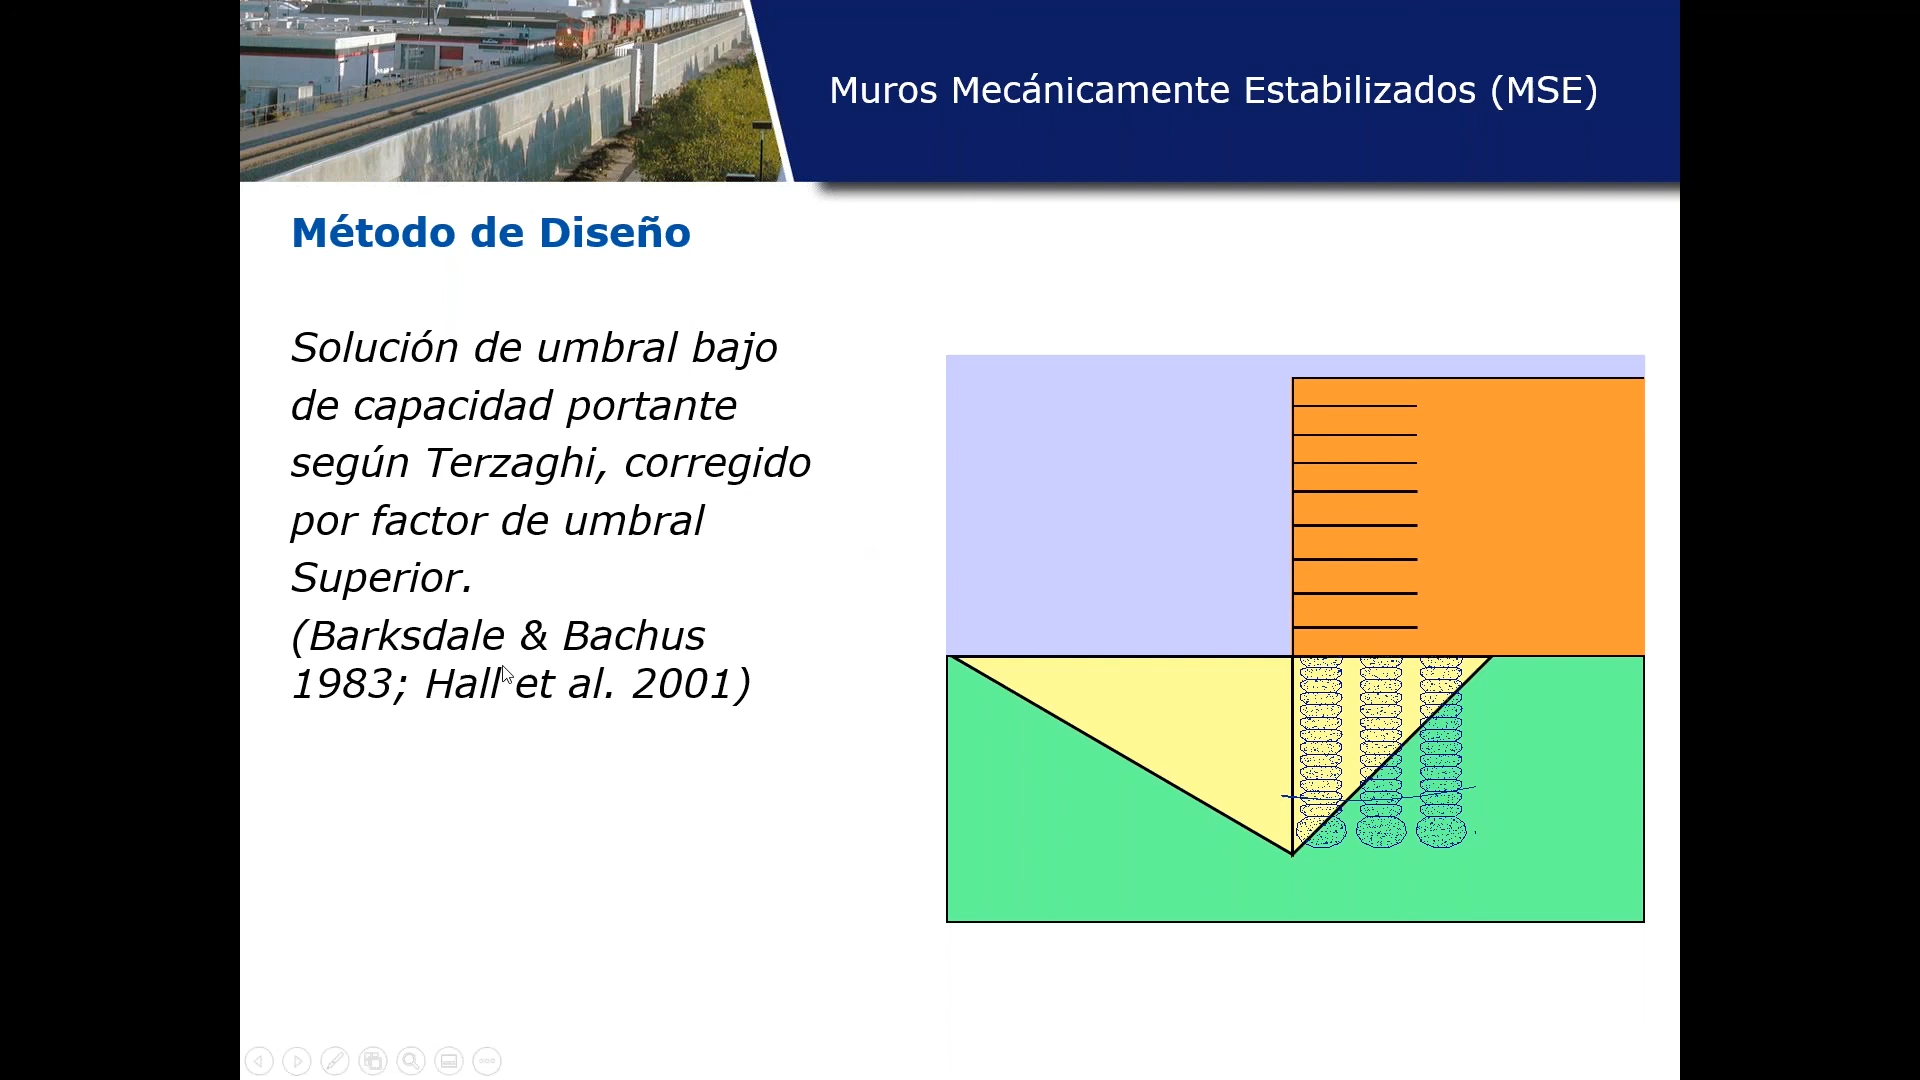 Muros Mecánicamente Estabilizados (MSE)
Método de Diseño
Solución de umbral bajo
de capacidad portante
según Terzaghi, corregido
por factor de umbral
Superior.
(Barksdale & Bachus
1983; Hall et al. 2001)